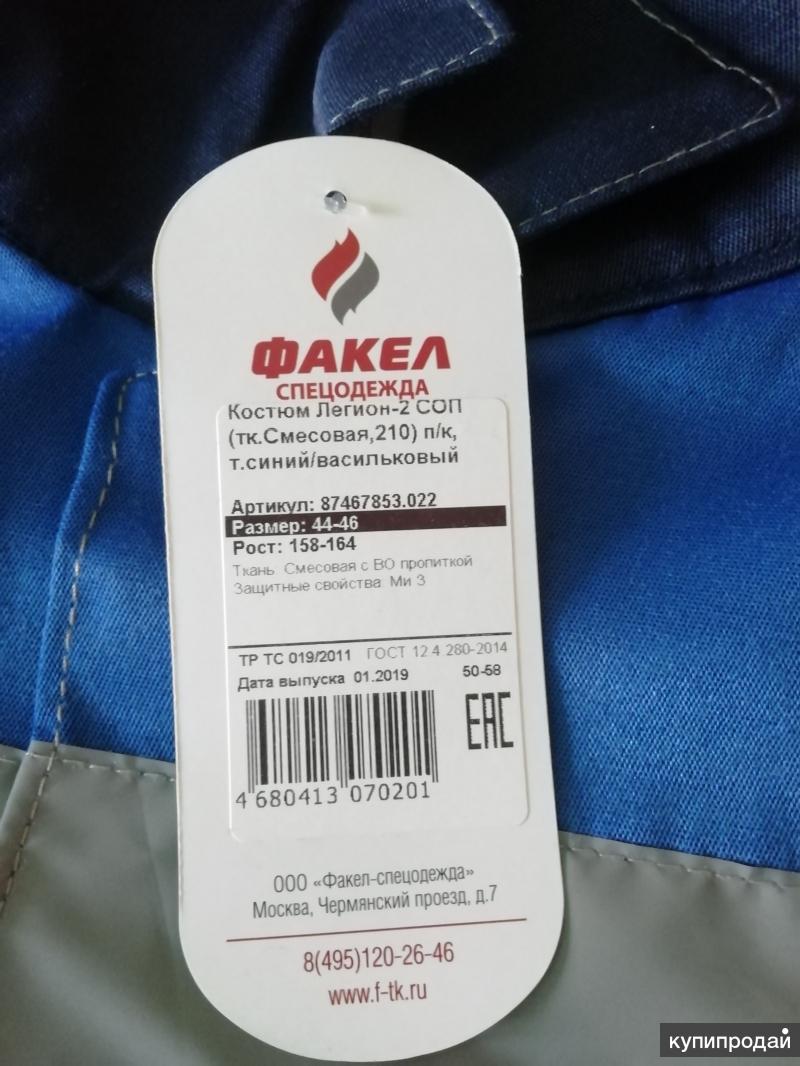 ФАКЕЛ
СПЕЦОДЕЖДА
Костюм Легион-2 СОП
(тк.Смесовая,210) п/к,
т.синий/васильковый
Артикул: 87467853.022
Размер: 44-46
Рост: 158-164
Ткань: Смесовая с ВО пропиткой
Защитные свойства: Ми З
ТР ТС 019/2011 ГОСТ 12.4.280-2014
Дата выпуска 01.2019 50-58
EAC
4 680413 070201
ООО «Факел-спецодежда»
Москва, Чермянский проезд, д.7
8(495)120-26-46
www.f-tk.ru
купипродай